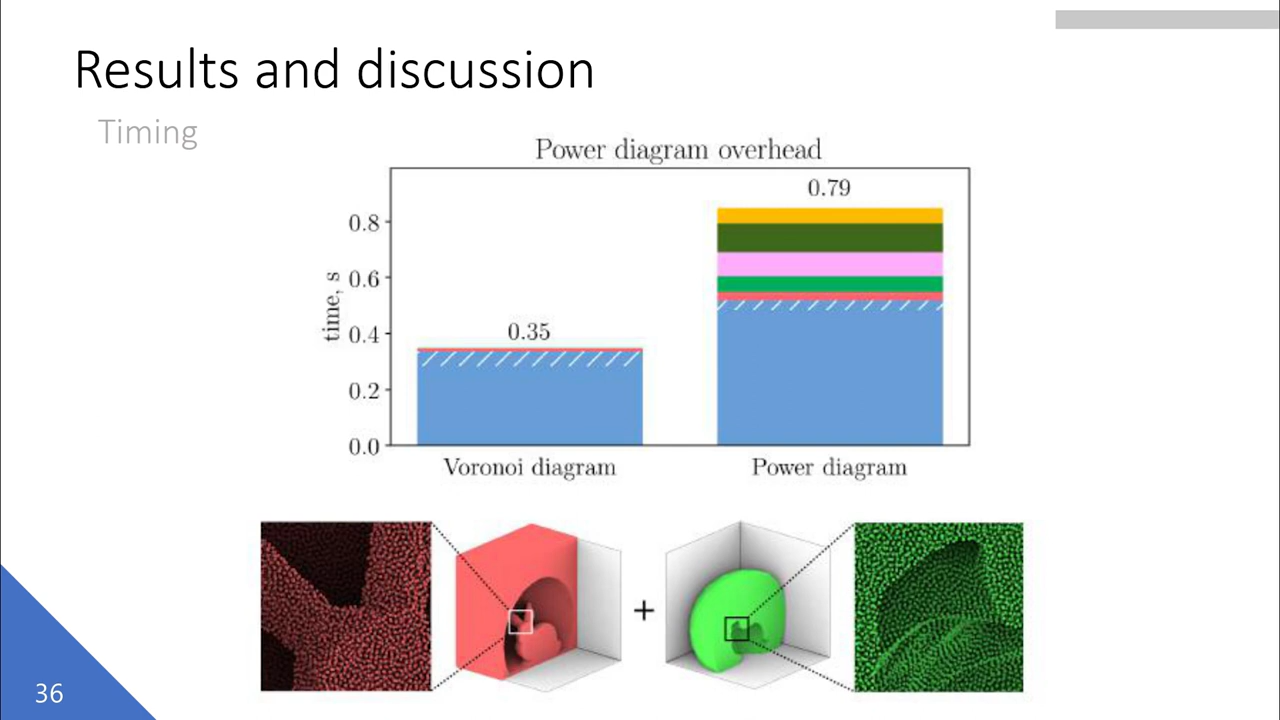 Results and discussion
Timing
Power diagram overhead
0.79
0.8
0.6
time, s
0.35
0.4
0.2
0.0
Voronoi diagram
Power diagram
+
36